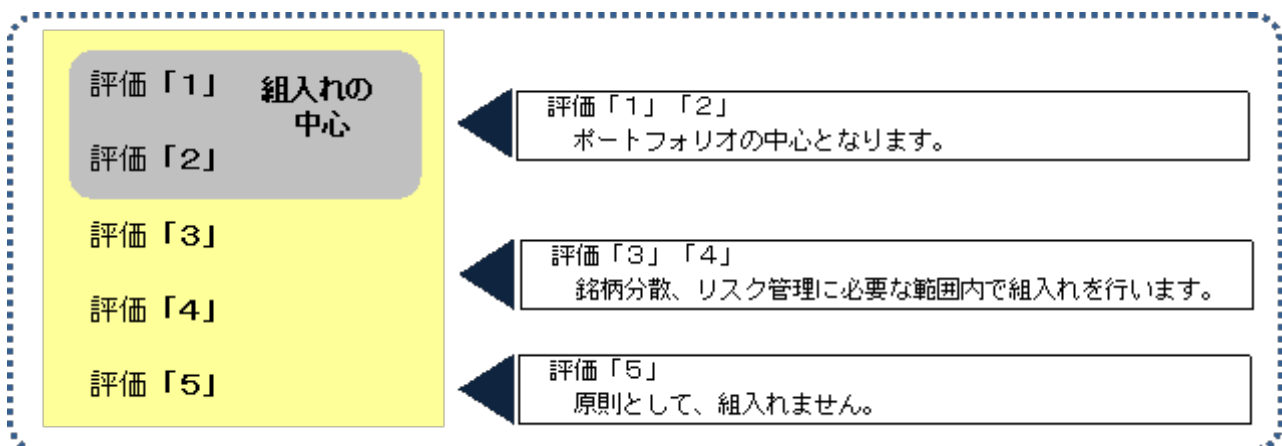 評価「1」
組入れの
中心
評価「2」
評価「3」
評価「4」
評価「5」
評価「1」「2」
ポートフォリオの中心となります。
評価「3」「4」
銘柄分散、リスク管理に必要な範囲内で組入れを行います。
評価「5」
原則として、組入れません。